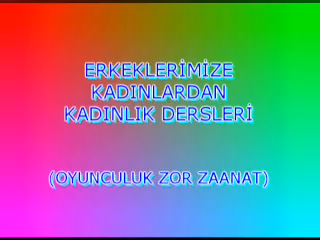 ERKEKLERİMİZE
KADINLARDAN
KADINLIK DERSLERİ
(OYUNCULUK ZOR ZAANAT)